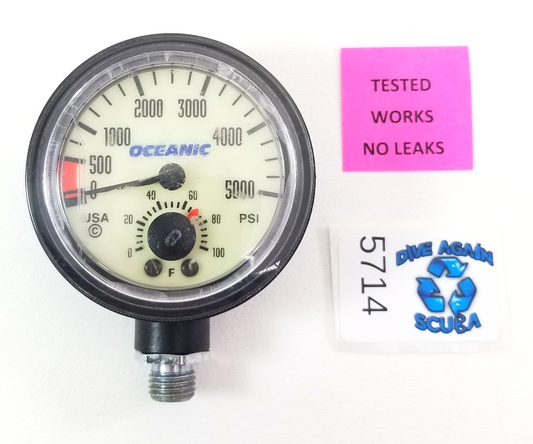 2000 3000
1000 4000
OCEANIC
500
0 5000
40 60
USA 20 80 PSI
©
0 100
F
TESTED
WORKS
NO LEAKS
DIVE AGAIN
SCUBA
5714